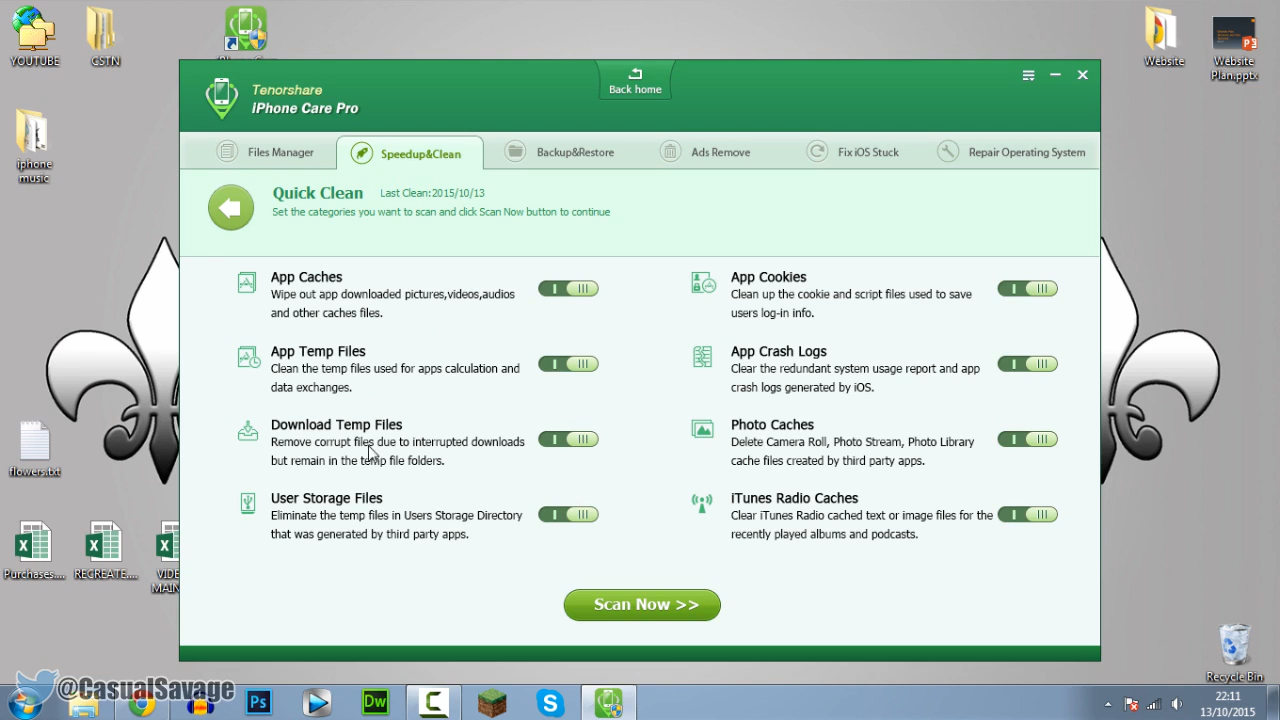 YOUTUBE
CSTN
Website
Website
Plan.pptx
Back home
Tenorshare
iPhone Care Pro
Files Manager
Speedup&Clean
Backup&Restore
Ads Remove
Fix iOS Stuck
Repair Operating System
iphone
music
Quick Clean
Last Clean:2015/10/13
Set the categories you want to scan and click Scan Now button to continue
App Caches
Wipe out app downloaded pictures,videos,audios
and other caches files.
App Cookies
Clean up the cookie and script files used to save
users log-in info.
App Temp Files
Clean the temp files used for apps calculation and
data exchanges.
App Crash Logs
Clear the redundant system usage report and app
crash logs generated by iOS.
Download Temp Files
Remove corrupt files due to interrupted downloads
but remain in the temp file folders.
Photo Caches
Delete Camera Roll, Photo Stream, Photo Library
cache files created by third party apps.
flowers.txt
User Storage Files
Eliminate the temp files in Users Storage Directory
that was generated by third party apps.
iTunes Radio Caches
Clear iTunes Radio cached text or image files for the
recently played albums and podcasts.
Purchases....
RECREATE....
Scan Now >>
Recycle Bin
@CasualSavage
Ps
Dw
22:11
13/10/2015